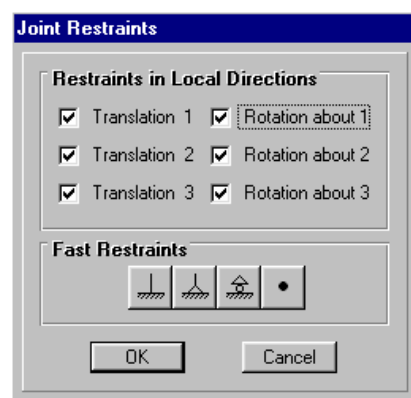 Joint Restraints
Restraints in Local Directions
Translation 1 Rotation about 1
Translation 2 Rotation about 2
Translation 3 Rotation about 3
Fast Restraints
OK Cancel